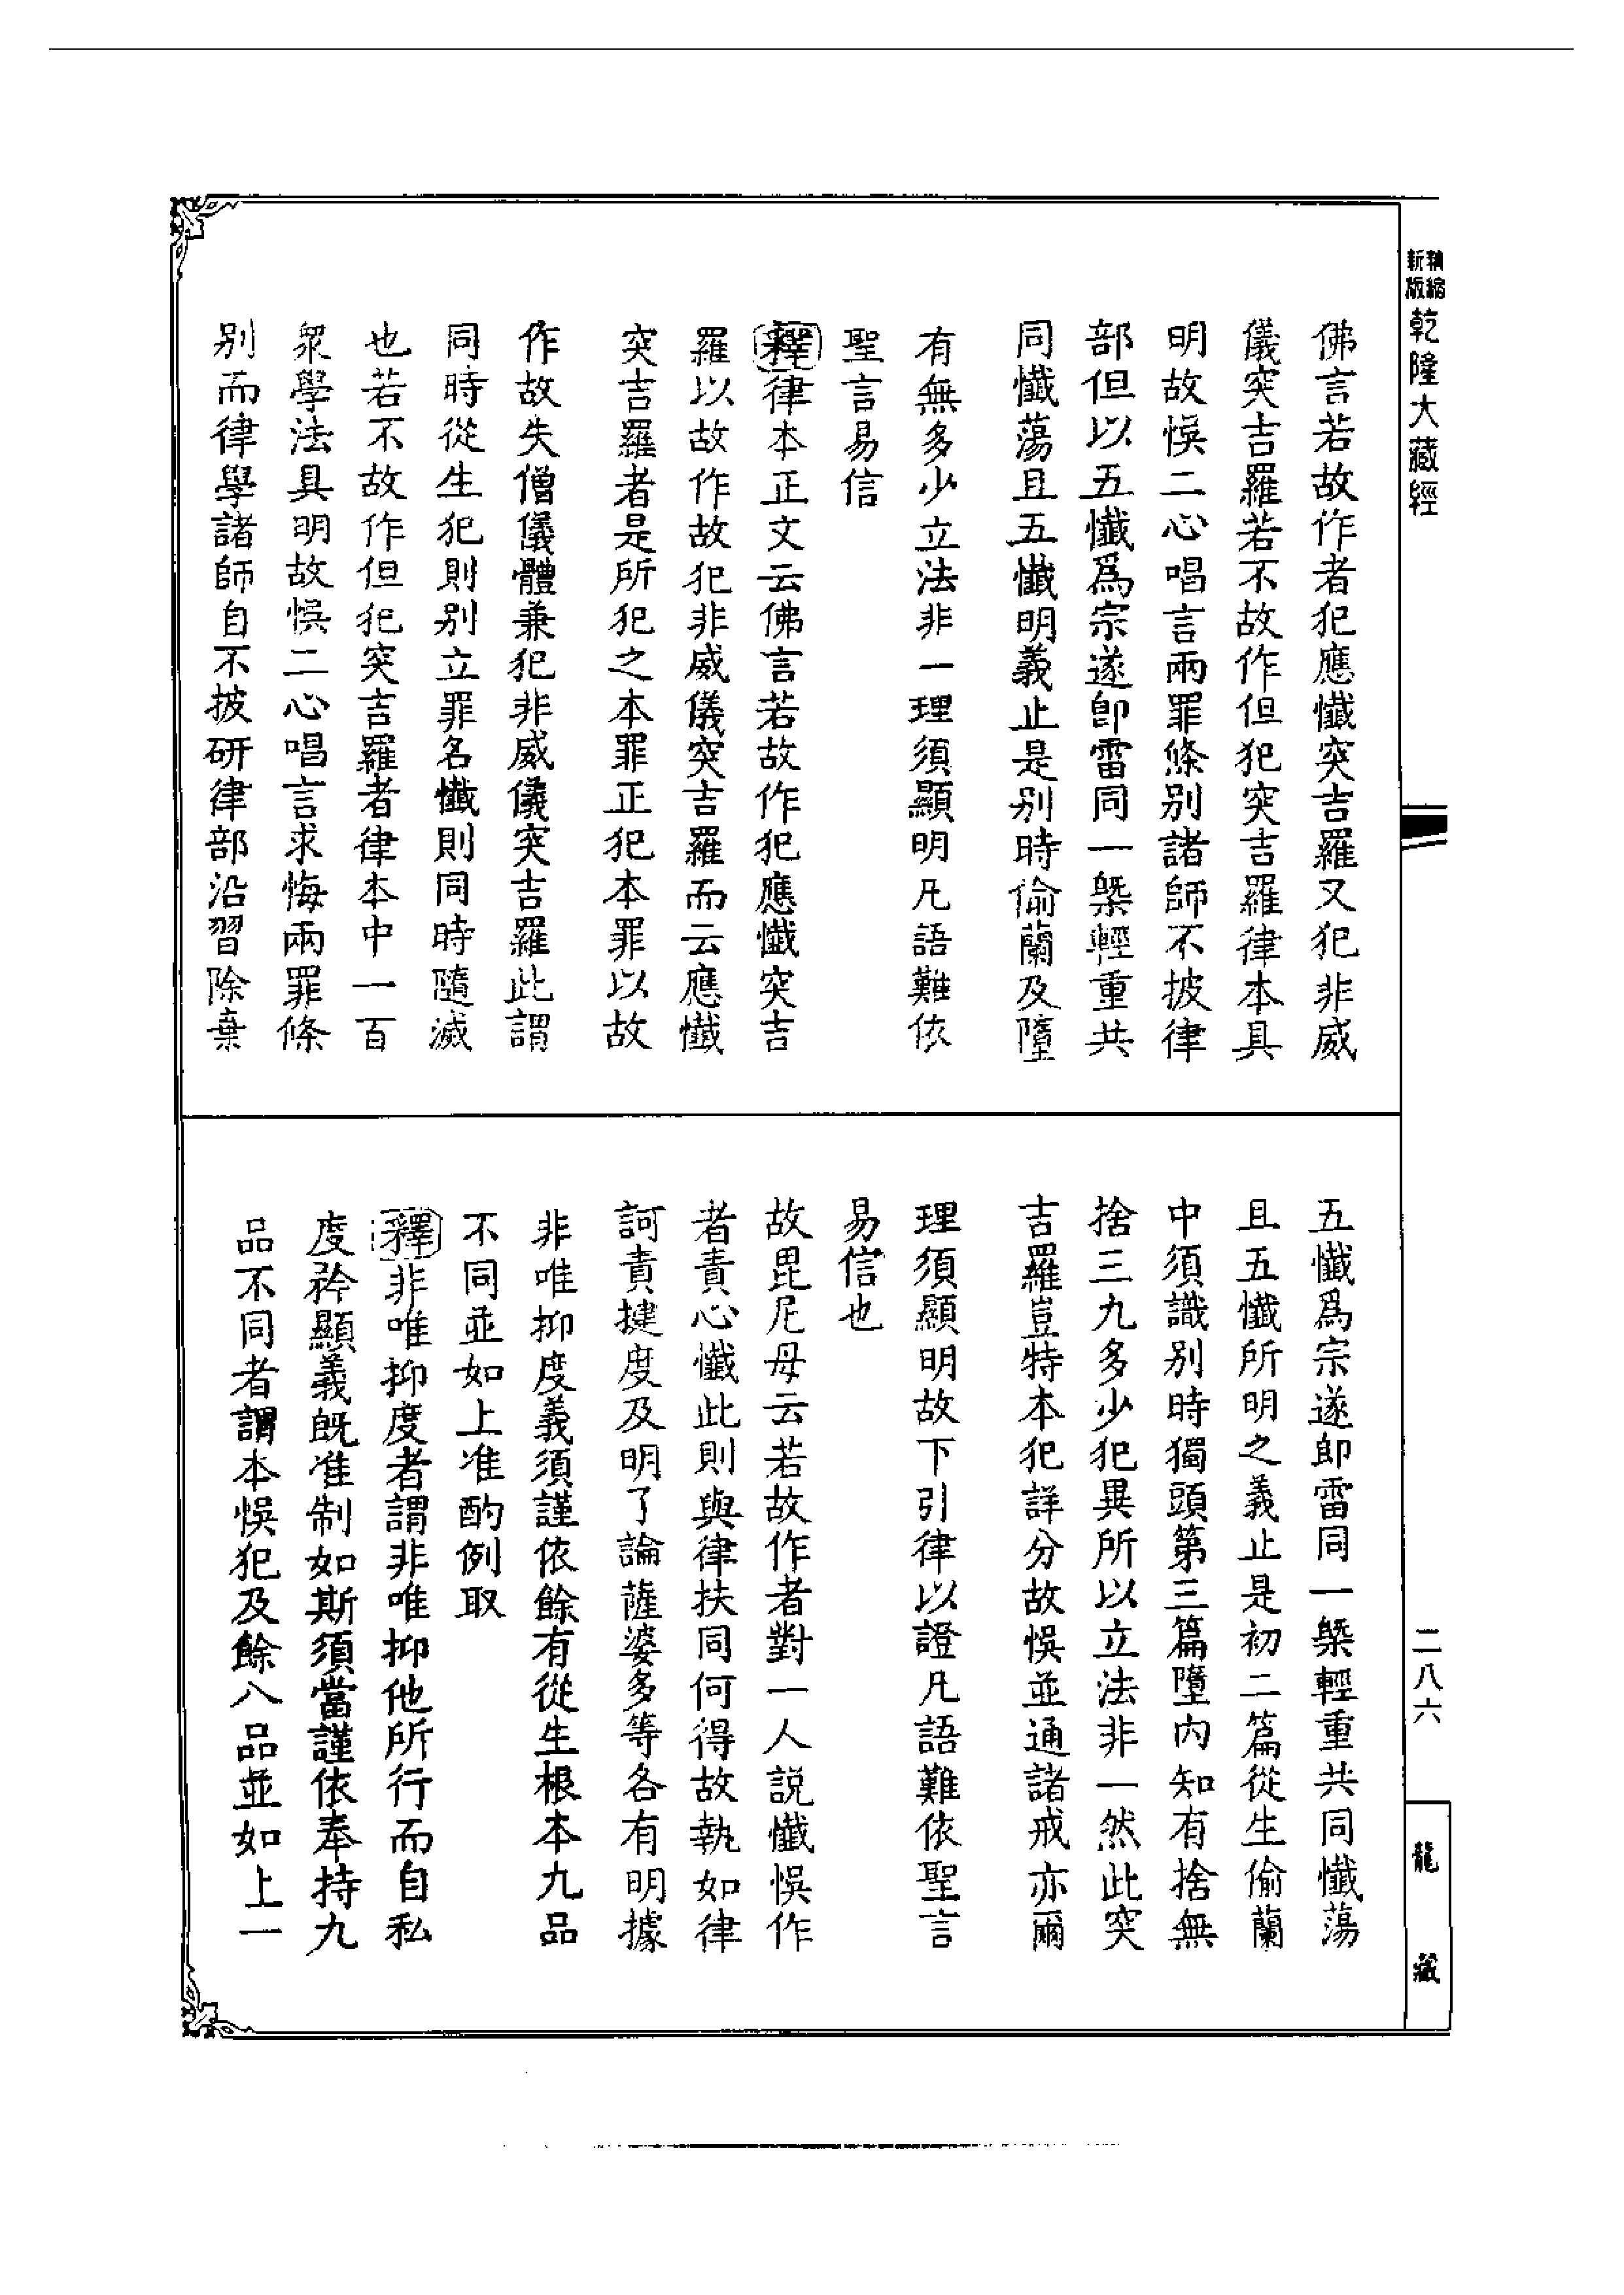 精縮
新版
乾隆大藏經
佛言若故作者犯應懺突吉羅又犯非威
儀突吉羅若不故作但犯突吉羅律本具
明故悞二心唱言兩罪條別諸師不披律
部但以五懺爲宗遂卽雷同一槩輕重共
同懺蕩且五懺明義止是別時偷蘭及墮
有無多少立法非一理須顯明凡語難依
聖言易信
釋律本正文云佛言若故作犯應懺突吉
羅以故作故犯非威儀突吉羅而云應懺
突吉羅者是所犯之本罪正犯本罪以故
作故失僧儀體兼犯非威儀突吉羅此謂
同時從生犯則別立罪名懺則同時隨滅
也若不故作但犯突吉羅者律本中一百
衆學法具明故悞二心唱言求悔兩罪條
別而律學諸師自不披研律部沿習除棄
五懺爲宗遂卽雷同一槩輕重共同懺蕩
且五懺所明之義止是初二篇從生偷蘭
中須識別時獨頭第三篇墮內知有捨無
捨三九多少犯異所以立法非一然此突
吉羅豈特本犯詳分故悞並通諸戒亦爾
理須顯明故下引律以證凡語難依聖言
易信也
故毘尼母云若故作者對一人説懺悞作
者責心懺此則與律扶同何得故執如律
訶責揵度及明了論薩婆多等各有明據
非唯抑度義須謹依餘有從生根本九品
不同並如上准酌例取
釋非唯抑度者謂非唯抑他所行而自私
度矜顯義旣准制如斯須當謹依奉持九
品不同者謂本悞犯及餘八品並如上一
二八六
龍藏